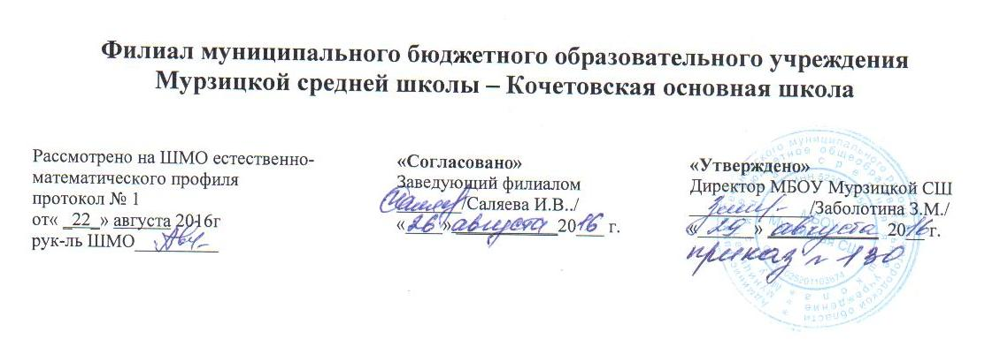 Филиал муниципального бюджетного образовательного учреждения
Мурзицкой средней школы – Кочетовская основная школа
Рассмотрено на ШМО естественно-
математического профиля
протокол № 1
от« _22_» августа 2016г
рук-ль ШМО_________
«Согласовано»
Заведующий филиалом
_______/Саляева И.В../
«26» августа 2016 г.
«Утверждено»
Директор МБОУ Мурзицкой СШ
_____________/Заболотина З.М./
«29» августа 2016г.
приказ № 130